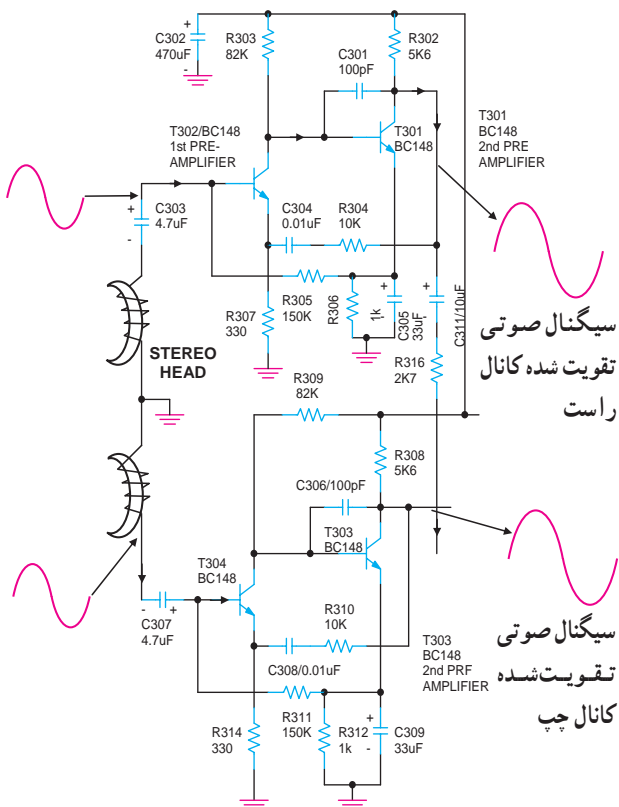 C302
470uF
R303
82K
C301
100pF
R302
5K6
T302/BC148
1st PRE-
AMPLIFIER
T301
BC148
T301
BC148
2nd PRE
AMPLIFIER
C303
4.7uF
C304
0.01uF
R304
10K
R305
150K
R306
1k
C305
33uF
C311/10uF
R307
330
R316
2K7
STEREO
HEAD
سیگنال صوتی
تقویت شده کانال
راست
R309
82K
R308
5K6
C306/100pF
T303
BC148
T304
BC148
C307
4.7uF
R310
10K
C308/0.01uF
T303
BC148
2nd PRF
AMPLIFIER
R311
150K
R312
1k
C309
33uF
R314
330
سیگنال صوتی
تـقـویـت‌شـده
کانال چپ
+
-
+
-
+
+
- +
+
-